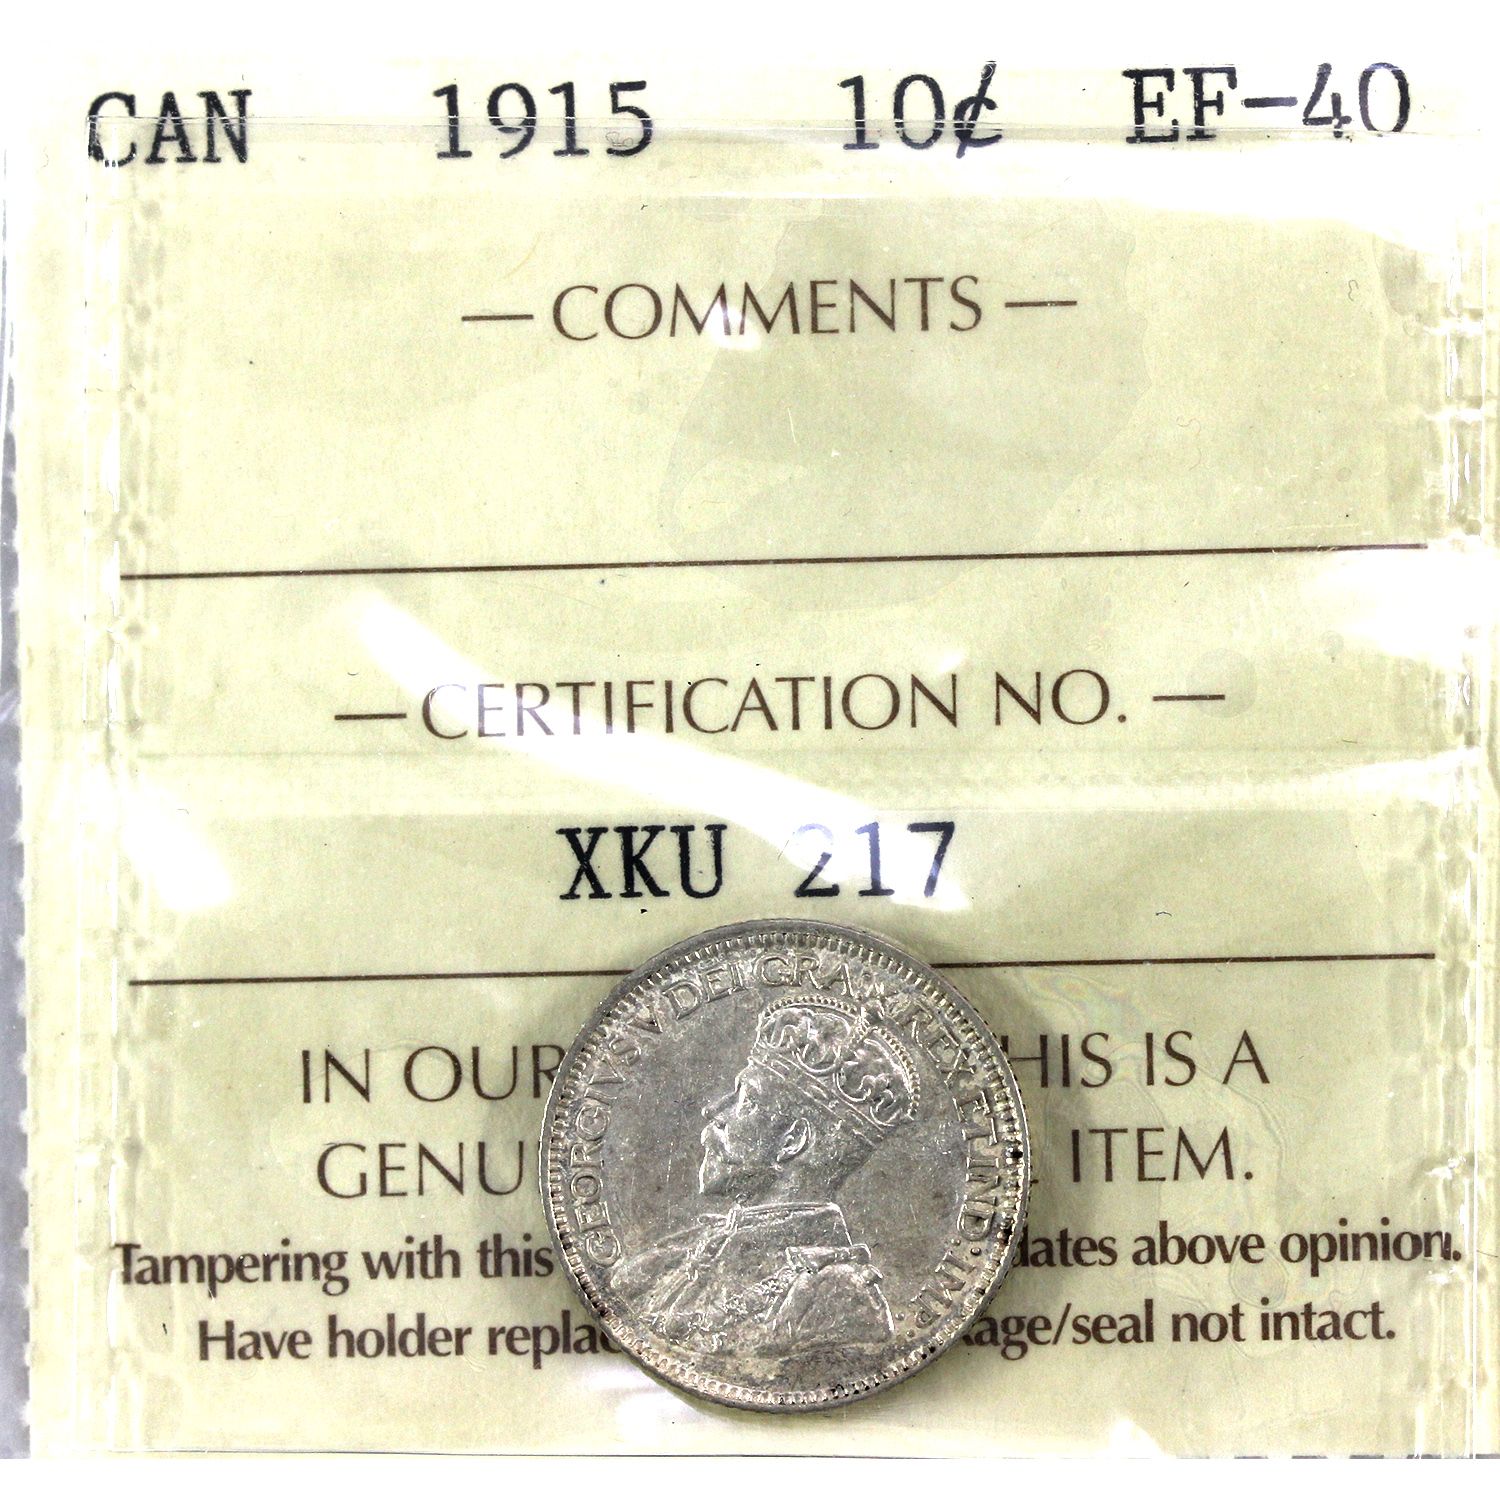 CAN 1915 10¢ EF-40
— COMMENTS —
— CERTIFICATION NO. —
XKU 217
GEORGIVS V DEI GRA: REX ET IND: IMP:
IN OUR HIS IS A
GENU ITEM.
Tampering with this dates above opinion.
Have holder replac kage/seal not intact.